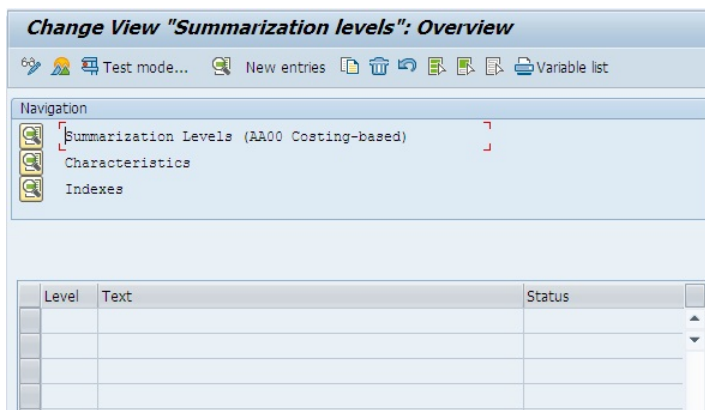 Change View "Summarization levels": Overview
Test mode... New entries Variable list
Navigation
Summarization Levels (AA00 Costing-based)
Characteristics
Indexes
Level Text Status